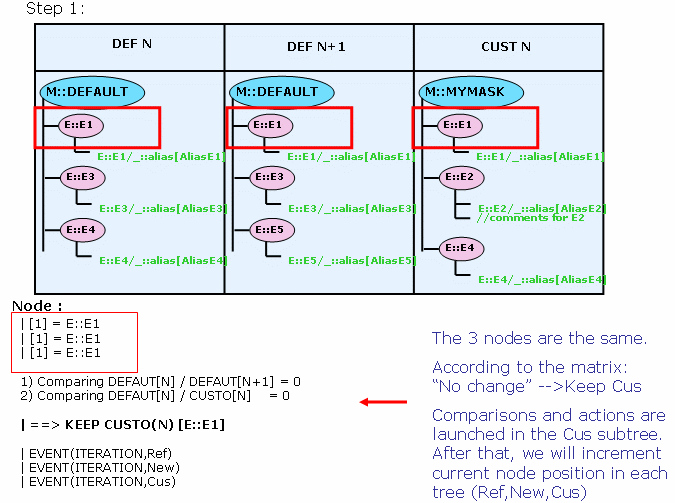 Step 1:
DEF N
DEF N+1
CUST N
M::DEFAULT
M::DEFAULT
M::MYMASK
E::E1
E::E1
E::E1
E::E1/_::alias[AliasE1]
E::E1/_::alias[AliasE1]
E::E1/_::alias[AliasE1]
E::E3
E::E3
E::E2
E::E3/_::alias[AliasE3]
E::E3/_::alias[AliasE3]
E::E2/_::alias[AliasE2]
//comments for E2
E::E4
E::E5
E::E4
E::E4/_::alias[AliasE4]
E::E5/_::alias[AliasE5]
E::E4/_::alias[AliasE4]
Node :
| [1] = E::E1
| [1] = E::E1
| [1] = E::E1
1) Comparing DEFAUT[N] / DEFAUT[N+1] = 0
2) Comparing DEFAUT[N] / CUSTO[N] = 0
| ==> KEEP CUSTO(N) [E::E1]
| EVENT(ITERATION,Ref)
| EVENT(ITERATION,New)
| EVENT(ITERATION,Cus)
The 3 nodes are the same.
According to the matrix:
“No change” -->Keep Cus
Comparisons and actions are
launched in the Cus subtree.
After that, we will increment
current node position in each
tree (Ref,New,Cus)